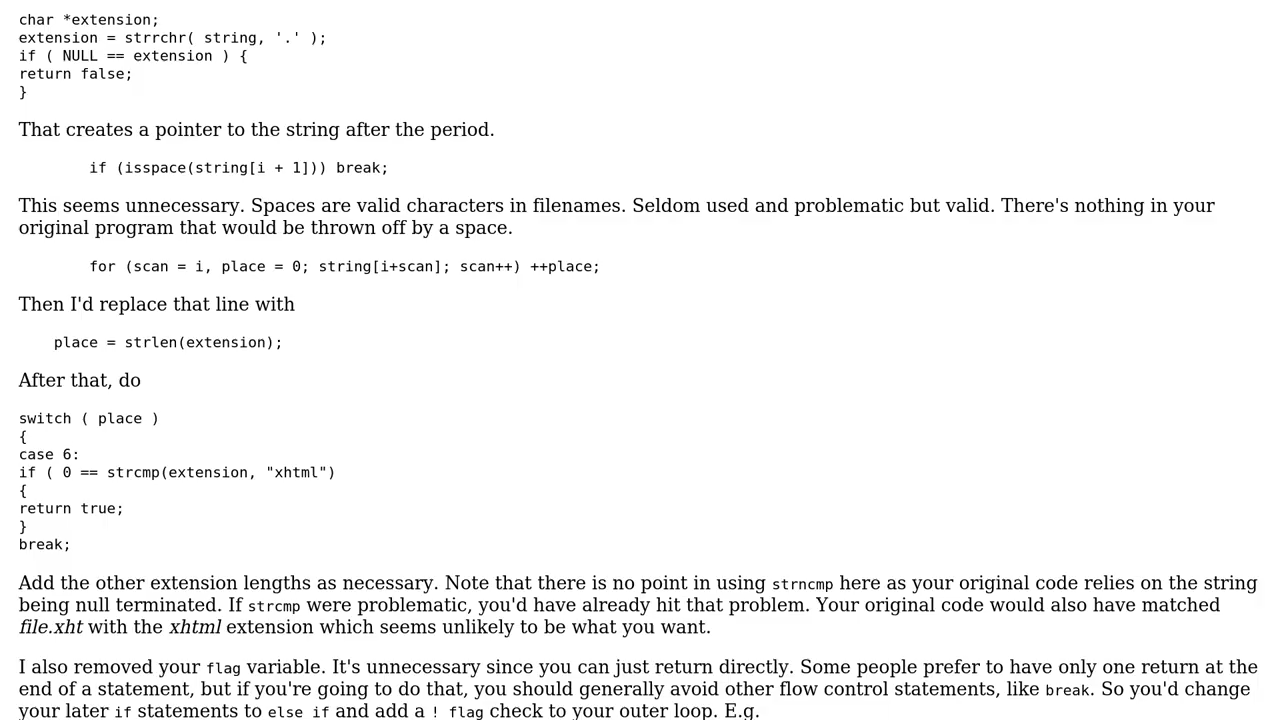 char *extension;
extension = strrchr( string, '.' );
if ( NULL == extension ) {
return false;
}
That creates a pointer to the string after the period.
if (isspace(string[i + 1])) break;
This seems unnecessary. Spaces are valid characters in filenames. Seldom used and problematic but valid. There's nothing in your
original program that would be thrown off by a space.
for (scan = i, place = 0; string[i+scan]; scan++) ++place;
Then I'd replace that line with
place = strlen(extension);
After that, do
switch ( place )
{
case 6:
if ( 0 == strcmp(extension, "xhtml")
{
return true;
}
break;
Add the other extension lengths as necessary. Note that there is no point in using strncmp here as your original code relies on the string
being null terminated. If strcmp were problematic, you'd have already hit that problem. Your original code would also have matched
file.xht with the xhtml extension which seems unlikely to be what you want.
I also removed your flag variable. It's unnecessary since you can just return directly. Some people prefer to have only one return at the
end of a statement, but if you're going to do that, you should generally avoid other flow control statements, like break. So you'd change
your later if statements to else if and add a ! flag check to your outer loop. E.g.